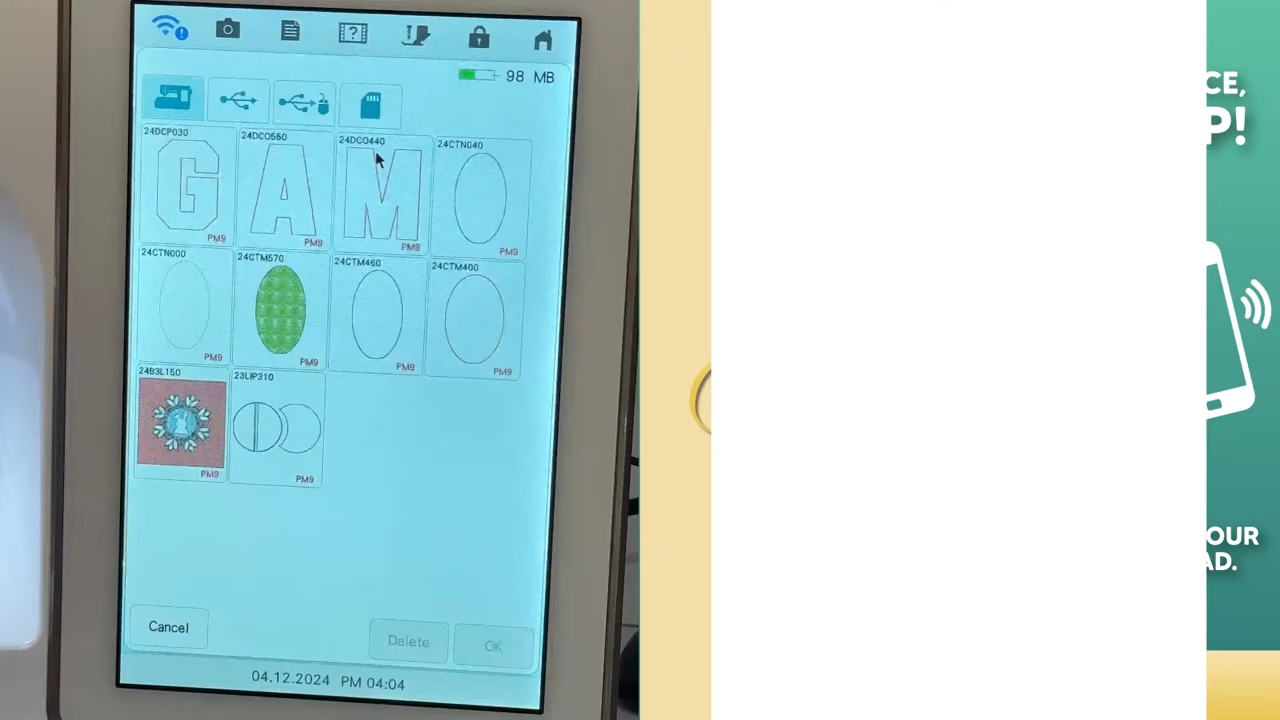 98 MB
24DCP030 24DCO550 24DCO440 24CTN040
G A M
PM9 PM9 PM9 PM9
24CTN000 24CTM570 24CTM460 24CTM400
PM9 PM9 PM9 PM9
24B3L150 23LIP310
PM9 PM9
Cancel Delete OK
04.12.2024 PM 04:04
CE,
P!
OUR
AD.